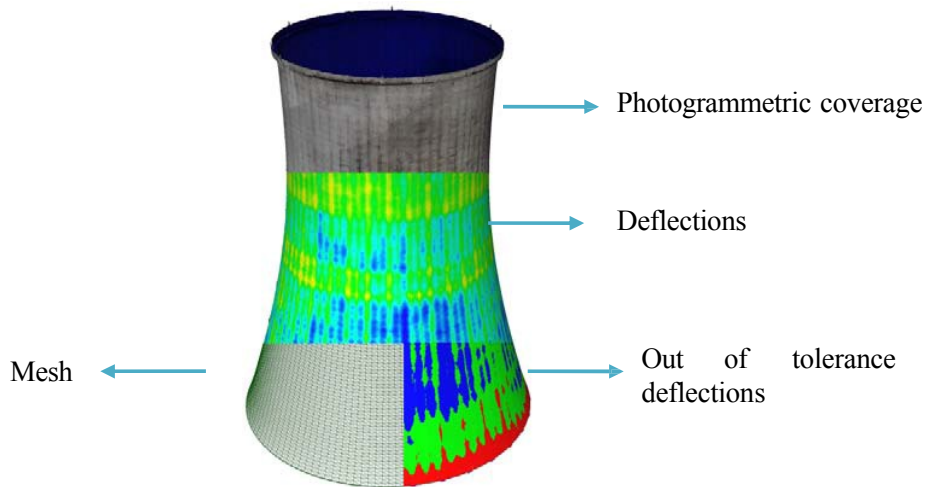 Photogrammetric coverage
Deflections
Mesh
Out of tolerance
deflections